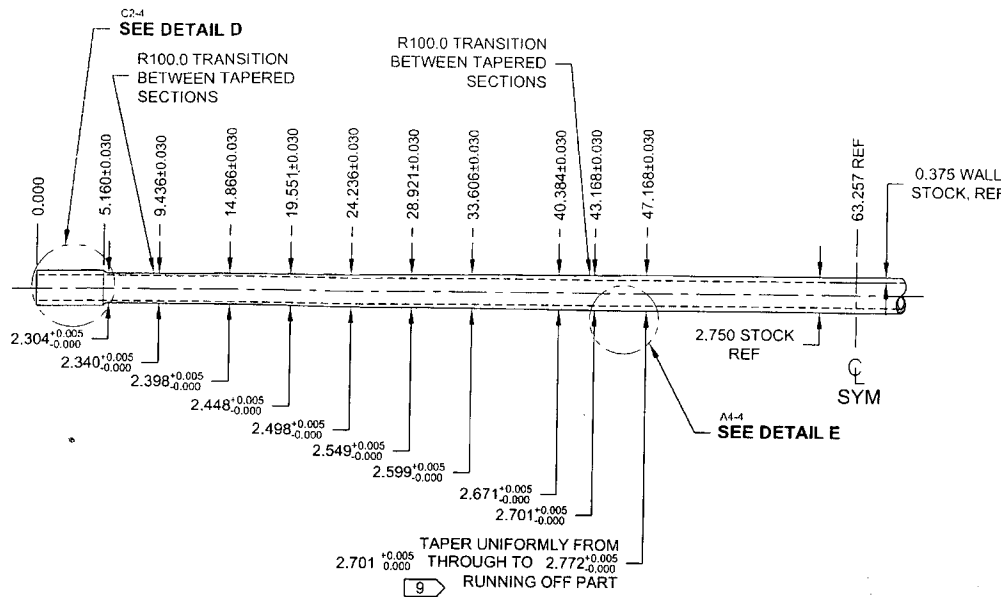 C2-4
SEE DETAIL D
R100.0 TRANSITION
BETWEEN TAPERED
SECTIONS
R100.0 TRANSITION
BETWEEN TAPERED
SECTIONS
0.000
5.160±0.030
9.436±0.030
14.866±0.030
19.551±0.030
24.236±0.030
28.921±0.030
33.606±0.030
40.384±0.030
43.168±0.030
47.168±0.030
63.257 REF
0.375 WALL
STOCK, REF
2.304 +0.005 -0.000
2.340 +0.005 -0.000
2.398 +0.005 -0.000
2.448 +0.005 -0.000
2.498 +0.005 -0.000
2.549 +0.005 -0.000
2.599 +0.005 -0.000
2.671 +0.005 -0.000
2.701 +0.005 -0.000
2.750 STOCK
REF
CL
SYM
A4-4
SEE DETAIL E
TAPER UNIFORMLY FROM
2.701 +0.005 0.000 THROUGH TO 2.772 +0.005 -0.000
9 RUNNING OFF PART